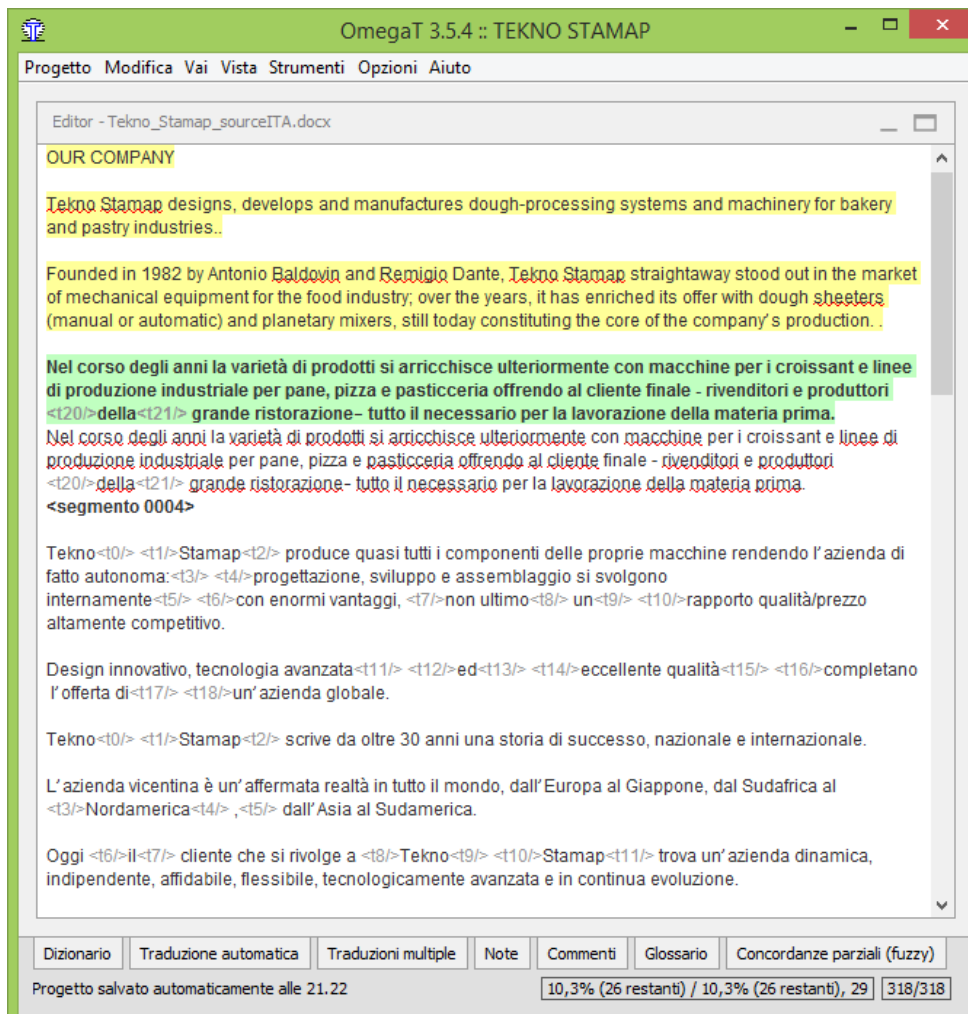 OmegaT 3.5.4 :: TEKNO STAMAP
Progetto Modifica Vai Vista Strumenti Opzioni Aiuto
Editor - Tekno_Stamap_sourceITA.docx
OUR COMPANY
Tekno Stamap designs, develops and manufactures dough-processing systems and machinery for bakery
and pastry industries..
Founded in 1982 by Antonio Baldovin and Remigio Dante, Tekno Stamap straightaway stood out in the market
of mechanical equipment for the food industry; over the years, it has enriched its offer with dough sheeters
(manual or automatic) and planetary mixers, still today constituting the core of the company's production. .
Nel corso degli anni la varietà di prodotti si arricchisce ulteriormente con macchine per i croissant e linee
di produzione industriale per pane, pizza e pasticceria offrendo al cliente finale - rivenditori e produttori
<t20/>della<t21/> grande ristorazione– tutto il necessario per la lavorazione della materia prima.
Nel corso degli anni la varietà di prodotti si arricchisce ulteriormente con macchine per i croissant e linee di
produzione industriale per pane, pizza e pasticceria offrendo al cliente finale - rivenditori e produttori
<t20/>della<t21/> grande ristorazione– tutto il necessario per la lavorazione della materia prima.
<segmento 0004>
Tekno<t0/> <t1/>Stamap<t2/> produce quasi tutti i componenti delle proprie macchine rendendo l'azienda di
fatto autonoma:<t3/> <t4/>progettazione, sviluppo e assemblaggio si svolgono
internamente<t5/> <t6/>con enormi vantaggi, <t7/>non ultimo<t8/> un<t9/> <t10/>rapporto qualità/prezzo
altamente competitivo.
Design innovativo, tecnologia avanzata<t11/> <t12/>ed<t13/> <t14/>eccellente qualità<t15/> <t16/>completano
l'offerta di<t17/> <t18/>un'azienda globale.
Tekno<t0/> <t1/>Stamap<t2/> scrive da oltre 30 anni una storia di successo, nazionale e internazionale.
L'azienda vicentina è un'affermata realtà in tutto il mondo, dall'Europa al Giappone, dal Sudafrica al
<t3/>Nordamerica<t4/> ,<t5/> dall'Asia al Sudamerica.
Oggi <t6/>il<t7/> cliente che si rivolge a <t8/>Tekno<t9/> <t10/>Stamap<t11/> trova un'azienda dinamica,
indipendente, affidabile, flessibile, tecnologicamente avanzata e in continua evoluzione.
Dizionario Traduzione automatica Traduzioni multiple Note Commenti Glossario Concordanze parziali (fuzzy)
Progetto salvato automaticamente alle 21.22 10,3% (26 restanti) / 10,3% (26 restanti), 29 318/318